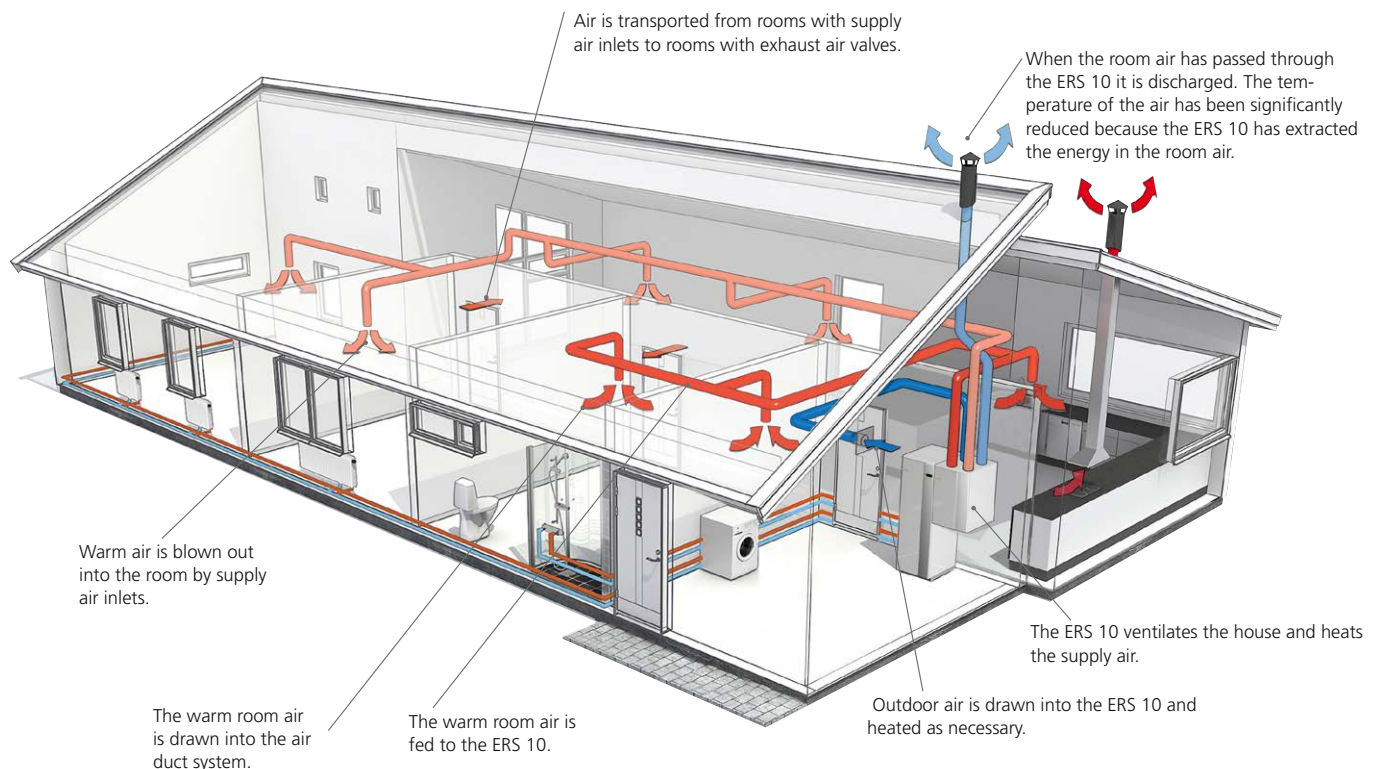 Air is transported from rooms with supply
air inlets to rooms with exhaust air valves.
When the room air has passed through
the ERS 10 it is discharged. The tem-
perature of the air has been significantly
reduced because the ERS 10 has extracted
the energy in the room air.
Warm air is blown out
into the room by supply
air inlets.
The warm room air
is drawn into the air
duct system.
The warm room air is
fed to the ERS 10.
Outdoor air is drawn into the ERS 10 and
heated as necessary.
The ERS 10 ventilates the house and heats
the supply air.